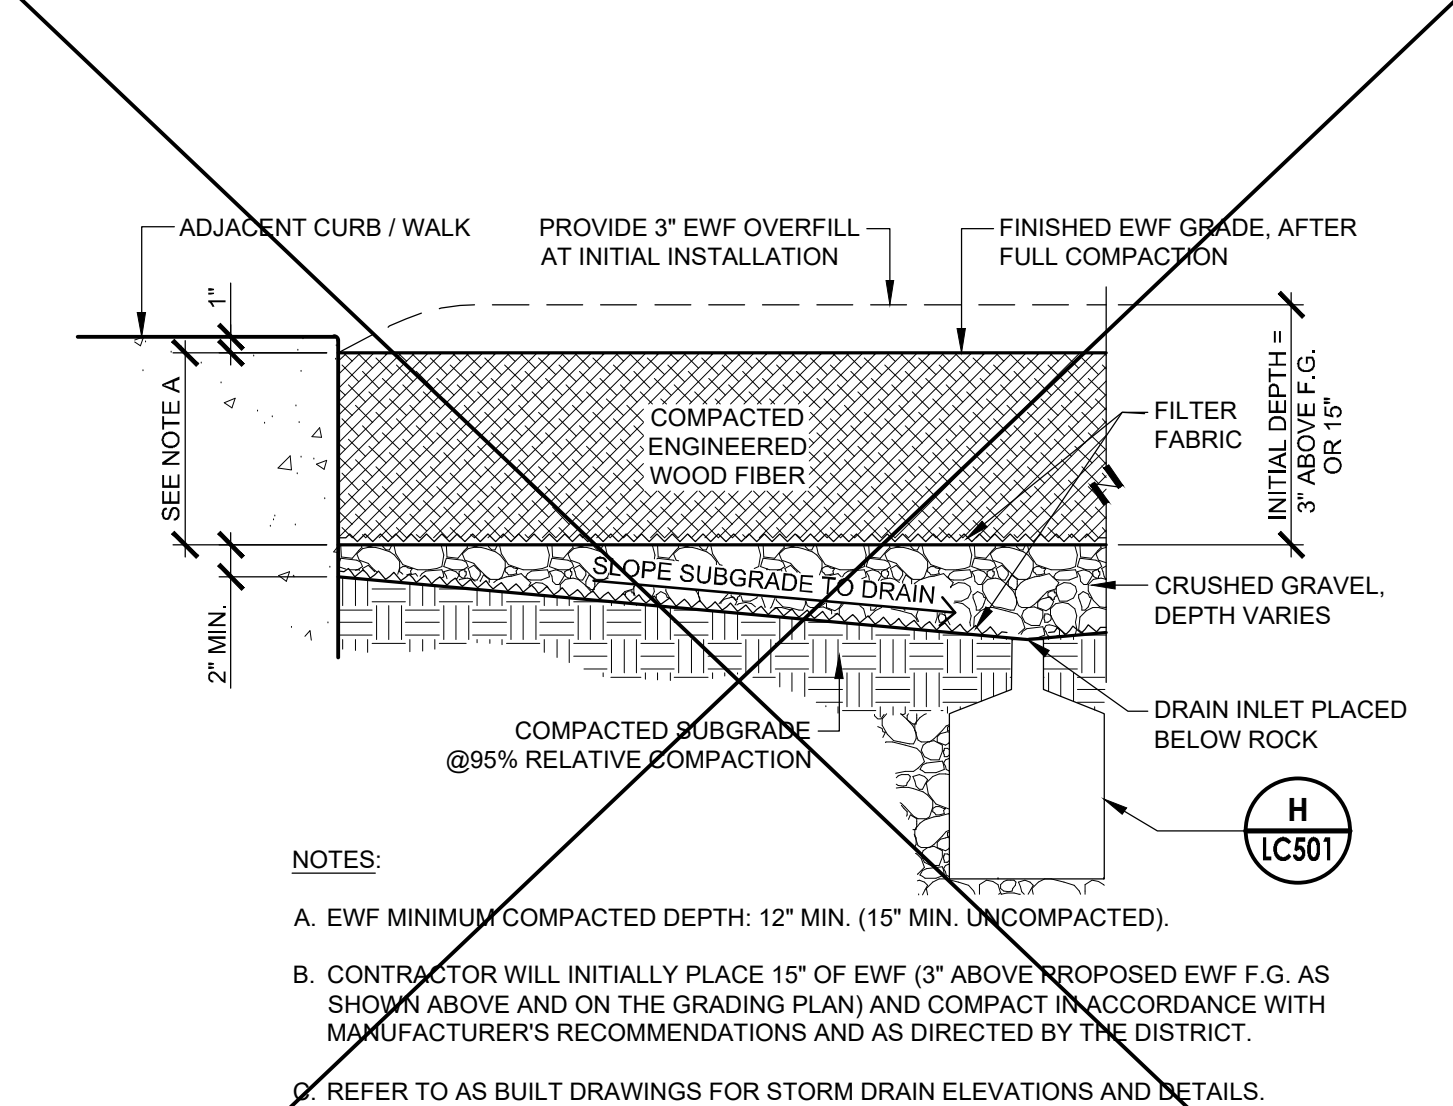 ADJACENT CURB / WALK
PROVIDE 3" EWF OVERFILL
AT INITIAL INSTALLATION
FINISHED EWF GRADE, AFTER
FULL COMPACTION
1"
SEE NOTE A
2" MIN.
COMPACTED
ENGINEERED
WOOD FIBER
INITIAL DEPTH =
3" ABOVE F.G.
OR 15"
FILTER
FABRIC
SLOPE SUBGRADE TO DRAIN
CRUSHED GRAVEL,
DEPTH VARIES
COMPACTED SUBGRADE
@95% RELATIVE COMPACTION
DRAIN INLET PLACED
BELOW ROCK
H
LC501
NOTES:
A. EWF MINIMUM COMPACTED DEPTH: 12" MIN. (15" MIN. UNCOMPACTED).
B. CONTRACTOR WILL INITIALLY PLACE 15" OF EWF (3" ABOVE PROPOSED EWF F.G. AS
SHOWN ABOVE AND ON THE GRADING PLAN) AND COMPACT IN ACCORDANCE WITH
MANUFACTURER'S RECOMMENDATIONS AND AS DIRECTED BY THE DISTRICT.
C. REFER TO AS BUILT DRAWINGS FOR STORM DRAIN ELEVATIONS AND DETAILS.